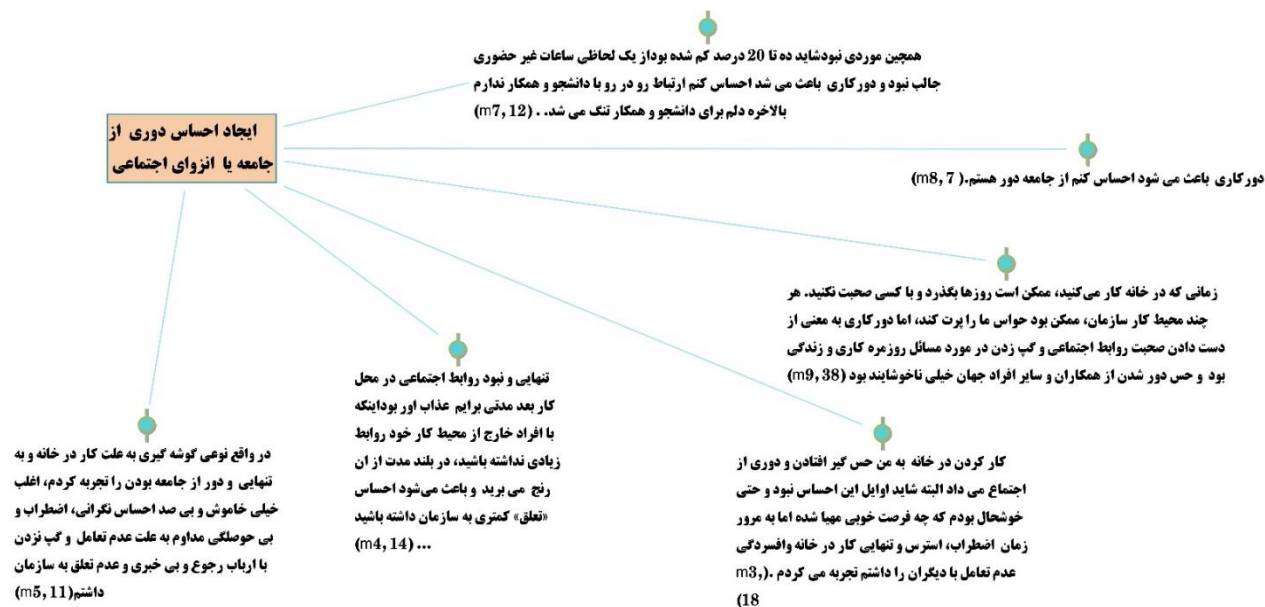 همچین موردی نبودشاید ده تا 20 درصد کم شده بوداز یک لحاظی ساعات غیر حضوری
جالب نبود و دور کاری باعث می شد احساس کنم ارتباط رو در رو با دانشجو و همکار ندارم
بالاخره دلم برای دانشجو و همکار تنگ می شد. . (m7, 12)
ایجاد احساس دوری از
جامعه یا انزوای اجتماعی
دور کاری باعث می شود احساس کنم از جامعه دور هستم.( m8, 7)
زمانی که در خانه کار می‌کنید، ممکن است روزها بگذرد و با کسی صحبت نکنید. هر
چند محیط کار سازمان، ممکن بود حواس ما را پرت کند، اما دور کاری به معنی از
دست دادن صحبت روابط اجتماعی و گپ زدن در مورد مسائل روزمره کاری و زندگی
بود و حس دور شدن از همکاران و سایر افراد جهان خیلی ناخوشایند بود (m9, 38)
کار کردن در خانه به من حس گیر افتادن و دوری از
اجتماع می داد البته شاید اوایل این احساس نبود و حتی
خوشحال بودم که چه فرصت خوبی مهیا شده اما به مرور
زمان اضطراب، استرس و تنهایی کار در خانه وافسردگی
عدم تعامل با دیگران را داشتم تجربه می کردم .(m3,
18)
تنهایی و نبود روابط اجتماعی در محل
کار بعد مدتی برایم عذاب اور بوداینکه
با افراد خارج از محیط کار خود روابط
زیادی نداشته باشید، در بلند مدت از ان
رنج می برید و باعث می‌شود احساس
«تعلق» کمتری به سازمان داشته باشید
... (m4, 14)
در واقع نوعی گوشه گیری به علت کار در خانه و به
تنهایی و دور از جامعه بودن را تجربه کردم، اغلب
خیلی خاموش و بی صد احساس نگرانی، اضطراب و
بی حوصلگی مداوم به علت عدم تعامل و گپ نزدن
با ارباب رجوع و بی خبری و عدم تعلق به سازمان
داشتم(m5, 11)